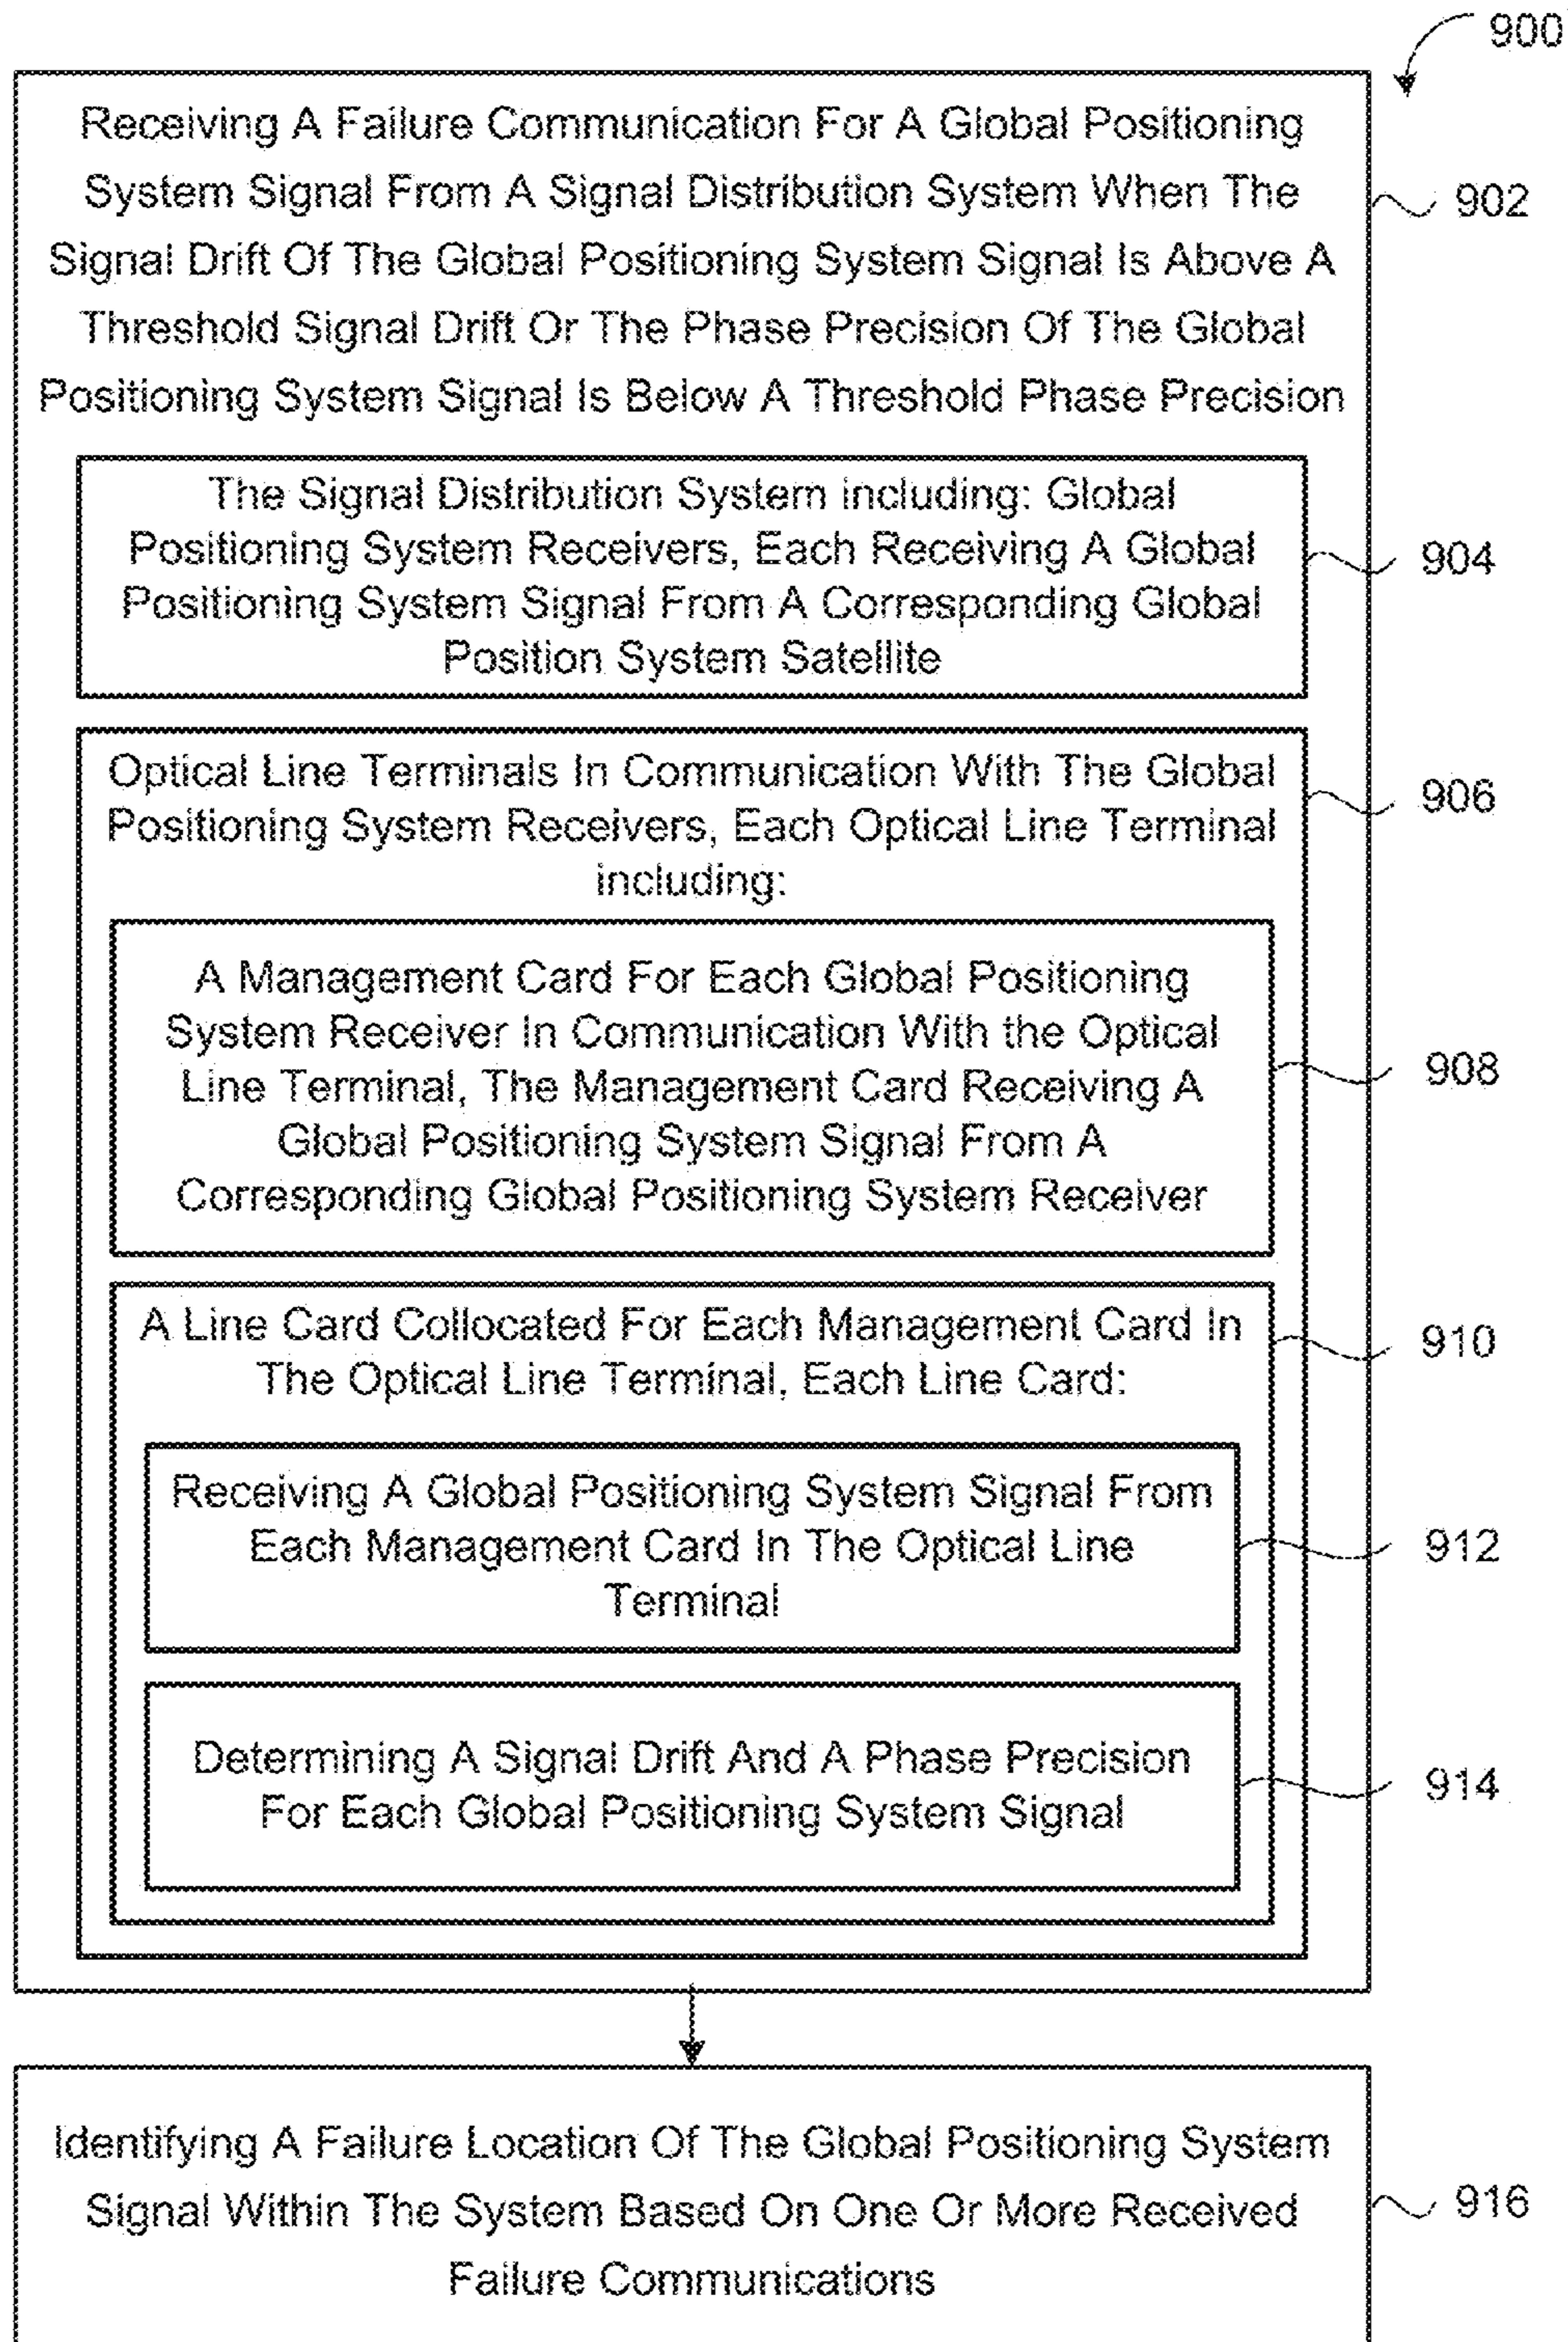 900
Receiving A Failure Communication For A Global Positioning
System Signal From A Signal Distribution System When The
Signal Drift Of The Global Positioning System Signal Is Above A
Threshold Signal Drift Or The Phase Precision Of The Global
Positioning System Signal Is Below A Threshold Phase Precision
902
The Signal Distribution System including: Global
Positioning System Receivers, Each Receiving A Global
Positioning System Signal From A Corresponding Global
Position System Satellite
904
Optical Line Terminals In Communication With The Global
Positioning System Receivers, Each Optical Line Terminal
including:
906
A Management Card For Each Global Positioning
System Receiver In Communication With the Optical
Line Terminal, The Management Card Receiving A
Global Positioning System Signal From A
Corresponding Global Positioning System Receiver
908
A Line Card Collocated For Each Management Card In
The Optical Line Terminal, Each Line Card:
910
Receiving A Global Positioning System Signal From
Each Management Card In The Optical Line
Terminal
912
Determining A Signal Drift And A Phase Precision
For Each Global Positioning System Signal
914
Identifying A Failure Location Of The Global Positioning System
Signal Within The System Based On One Or More Received
Failure Communications
916